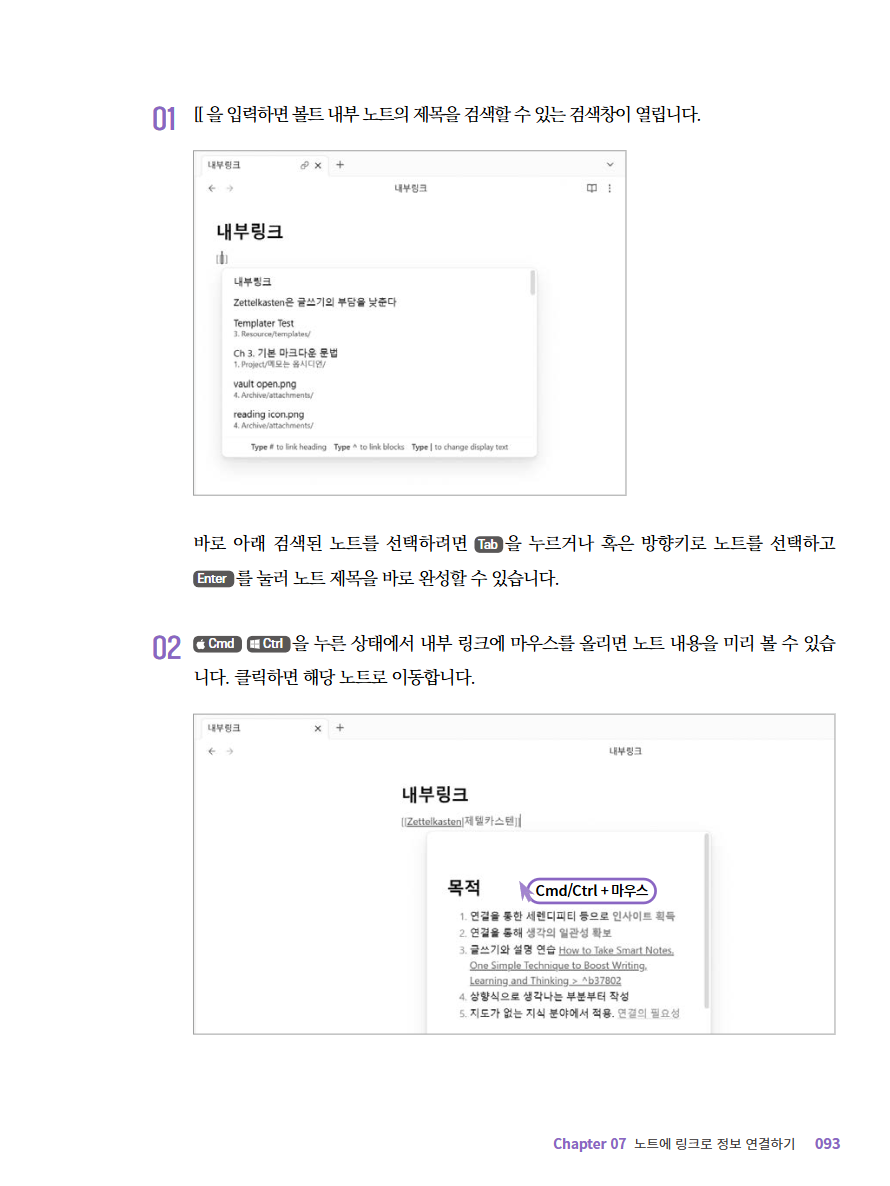 01 [[ 을 입력하면 볼트 내부 노트의 제목을 검색할 수 있는 검색창이 열립니다.
내부링크
내부링크
내부링크
[[]]
내부링크
Zettelkasten은 글쓰기의 부담을 낮춘다
Templater Test
3. Resource/templates/
Ch 3. 기본 마크다운 문법
1. Project/메모는 옵시디언/
vault open.png
4. Archive/attachments/
reading icon.png
4. Archive/attachments/
Type # to link heading Type ^ to link blocks Type | to change display text
바로 아래 검색된 노트를 선택하려면 Tab 을 누르거나 혹은 방향키로 노트를 선택하고
Enter 를 눌러 노트 제목을 바로 완성할 수 있습니다.
02 Cmd Ctrl 을 누른 상태에서 내부 링크에 마우스를 올리면 노트 내용을 미리 볼 수 있습
니다. 클릭하면 해당 노트로 이동합니다.
내부링크
내부링크
내부링크
[[Zettelkasten|제텔카스텐]]
목적
Cmd/Ctrl + 마우스
1. 연결을 통한 세렌디피티 등으로 인사이트 획득
2. 연결을 통해 생각의 일관성 확보
3. 글쓰기와 설명 연습 How to Take Smart Notes,
One Simple Technique to Boost Writing,
Learning and Thinking > ^b37802
4. 상향식으로 생각나는 부분부터 작성
5. 지도가 없는 지식 분야에서 적용. 연결의 필요성
Chapter 07 노트에 링크로 정보 연결하기 093